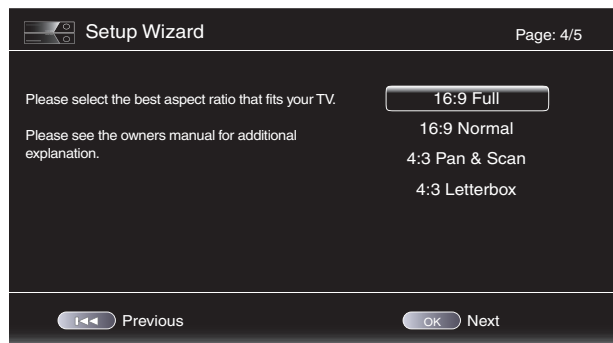 Setup Wizard
Page: 4/5
Please select the best aspect ratio that fits your TV.
Please see the owners manual for additional
explanation.
16:9 Full
16:9 Normal
4:3 Pan & Scan
4:3 Letterbox
Previous
OK Next